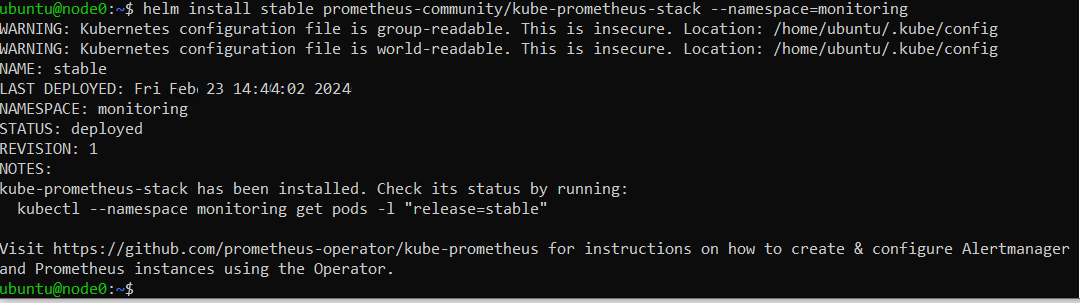 ubuntu@node0:~$ helm install stable prometheus-community/kube-prometheus-stack --namespace=monitoring
WARNING: Kubernetes configuration file is group-readable. This is insecure. Location: /home/ubuntu/.kube/config
WARNING: Kubernetes configuration file is world-readable. This is insecure. Location: /home/ubuntu/.kube/config
NAME: stable
LAST DEPLOYED: Fri Feb 23 14:44:02 2024
NAMESPACE: monitoring
STATUS: deployed
REVISION: 1
NOTES:
kube-prometheus-stack has been installed. Check its status by running:
  kubectl --namespace monitoring get pods -l "release=stable"

Visit https://github.com/prometheus-operator/kube-prometheus for instructions on how to create & configure Alertmanager
and Prometheus instances using the Operator.
ubuntu@node0:~$